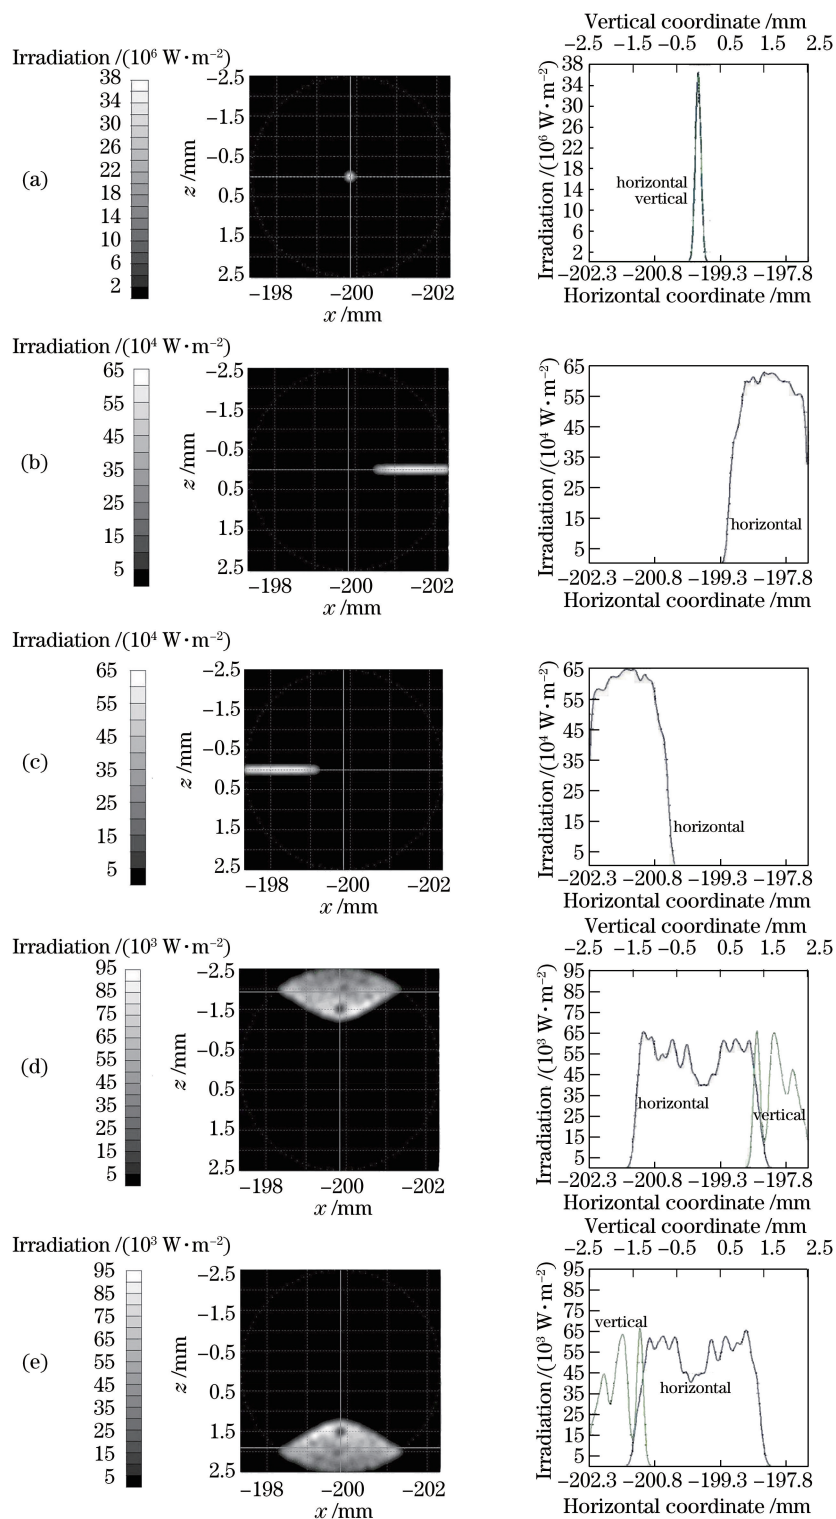 Vertical coordinate /mm
−2.5 −1.5 −0.5 0.5 1.5 2.5
Irradiation /(10⁶ W·m⁻²)
38
34
30
26
22
18
14
10
6
2
(a)
−2.5
−1.5
−0.5
0.5
1.5
2.5
z /mm
−198 −200 −202
x /mm
Irradiation /(10⁶ W·m⁻²)
38
34
30
26
22
18
14
10
6
2
horizontal
vertical
−202.3 −200.8 −199.3 −197.8
Horizontal coordinate /mm
Irradiation /(10⁴ W·m⁻²)
65
55
45
35
25
15
5
(b)
−2.5
−1.5
−0.5
0.5
1.5
2.5
z /mm
−198 −200 −202
x /mm
Irradiation /(10⁴ W·m⁻²)
65
55
45
35
25
15
5
horizontal
−202.3 −200.8 −199.3 −197.8
Horizontal coordinate /mm
Irradiation /(10⁴ W·m⁻²)
65
55
45
35
25
15
5
(c)
−2.5
−1.5
−0.5
0.5
1.5
2.5
z /mm
−198 −200 −202
x /mm
Irradiation/(10⁴ W·m⁻²)
65
55
45
35
25
15
5
horizontal
−202.3 −200.8 −199.3 −197.8
Horizontal coordinate /mm
Vertical coordinate /mm
−2.5 −1.5 −0.5 0.5 1.5 2.5
Irradiation /(10³ W·m⁻²)
95
85
75
65
55
45
35
25
15
5
(d)
−2.5
−1.5
−0.5
0.5
1.5
2.5
z /mm
−198 −200 −202
x /mm
Irradiation /(10³ W·m⁻²)
95
85
75
65
55
45
35
25
15
5
horizontal
vertical
−202.3 −200.8 −199.3 −197.8
Horizontal coordinate /mm
Vertical coordinate /mm
−2.5 −1.5 −0.5 0.5 1.5 2.5
Irradiation /(10³ W·m⁻²)
95
85
75
65
55
45
35
25
15
5
(e)
−2.5
−1.5
−0.5
0.5
1.5
2.5
z /mm
−198 −200 −202
x /mm
Irradiation /(10³ W·m⁻²)
95
85
75
65
55
45
35
25
15
5
vertical
horizontal
−202.3 −200.8 −199.3 −197.8
Horizontal coordinate /mm